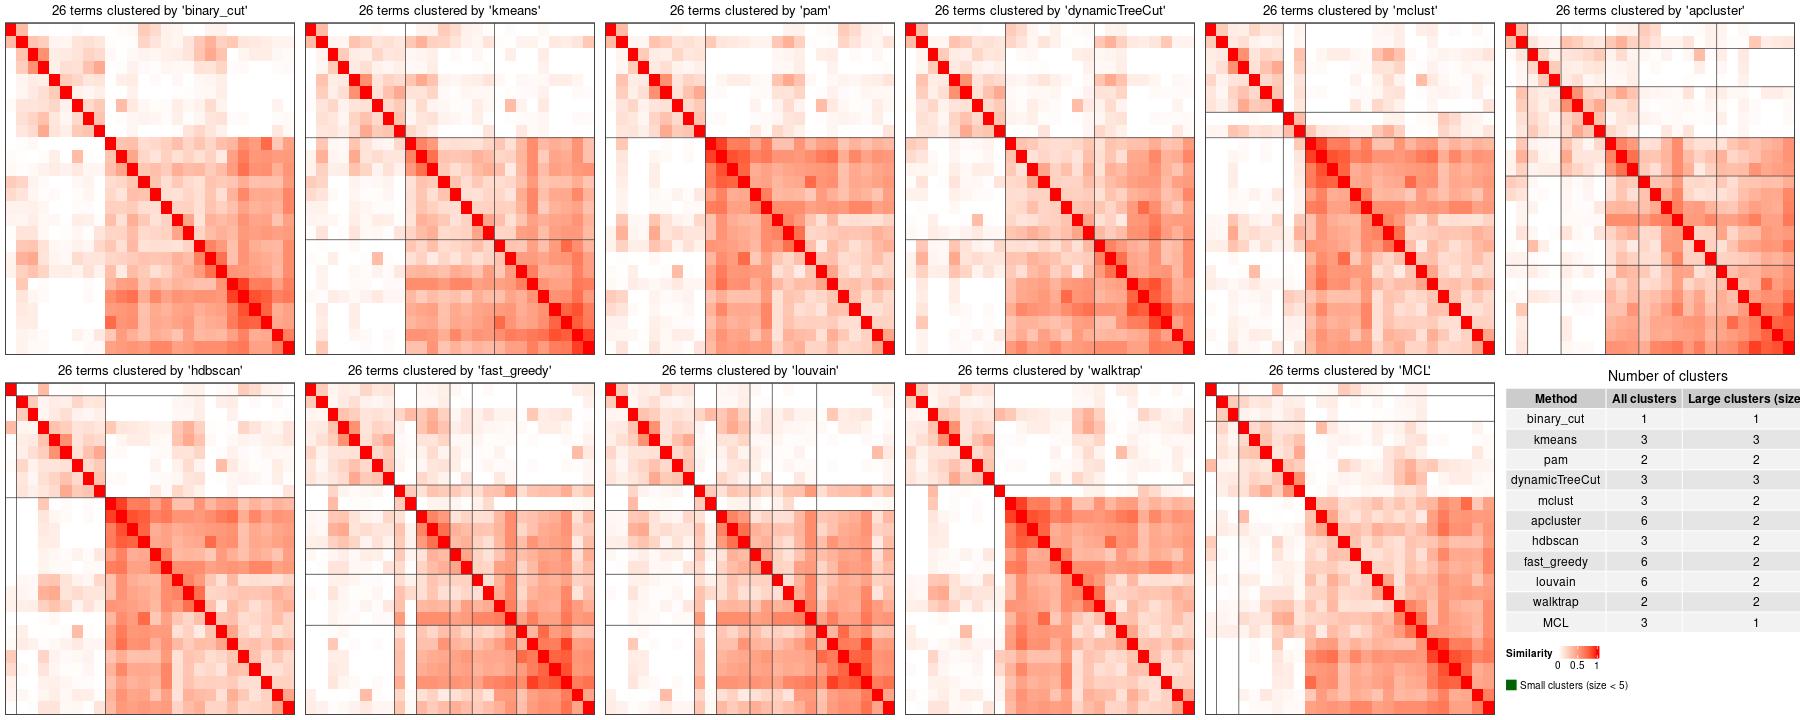 26 terms clustered by 'binary_cut'
26 terms clustered by 'kmeans'
26 terms clustered by 'pam'
26 terms clustered by 'dynamicTreeCut'
26 terms clustered by 'mclust'
26 terms clustered by 'apcluster'
26 terms clustered by 'hdbscan'
26 terms clustered by 'fast_greedy'
26 terms clustered by 'louvain'
26 terms clustered by 'walktrap'
26 terms clustered by 'MCL'
Number of clusters
Method All clusters Large clusters (size
binary_cut 1 1
kmeans 3 3
pam 2 2
dynamicTreeCut 3 3
mclust 3 2
apcluster 6 2
hdbscan 3 2
fast_greedy 6 2
louvain 6 2
walktrap 2 2
MCL 3 1
Similarity
0 0.5 1
Small clusters (size < 5)